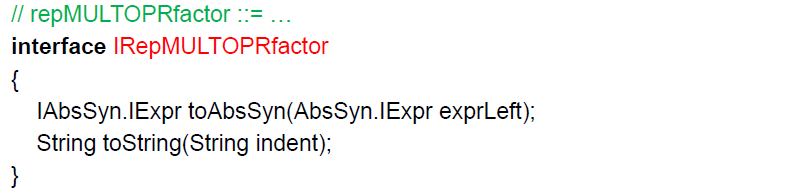 // repMULTOPRfactor ::= …
interface IRepMULTOPRfactor
{
IAbsSyn.IExpr toAbsSyn(AbsSyn.IExpr exprLeft);
String toString(String indent);
}